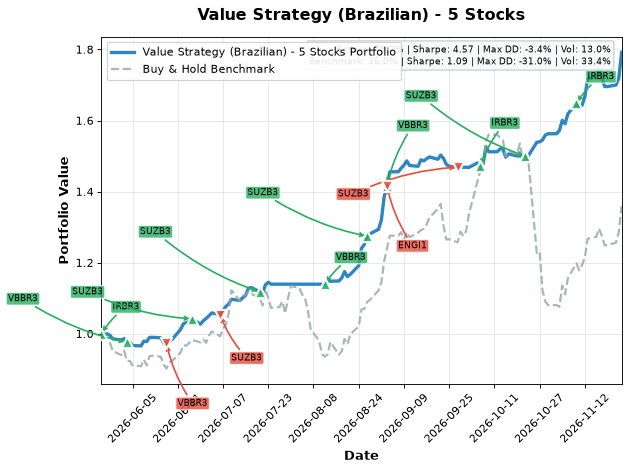 Value Strategy (Brazilian) - 5 Stocks
Value Strategy (Brazilian) - 5 Stocks Portfolio
Buy & Hold Benchmark
| Sharpe: 4.57 | Max DD: -3.4% | Vol: 13.0%
Benchmark: 36.0% | Sharpe: 1.09 | Max DD: -31.0% | Vol: 33.4%
1.8
1.6
1.4
1.2
1.0
Portfolio Value
IRBR3
SUZB3
VBBR3
IRBR3
SUZB3
SUZB3
SUZB3
ENGI1
VBBR3
SUZB3
VBBR3
IRBR3
SUZB3
VBBR3
2026-06-05
2026-07-07
2026-07-23
2026-08-08
2026-08-24
2026-09-09
2026-09-25
2026-10-11
2026-10-27
2026-11-12
Date